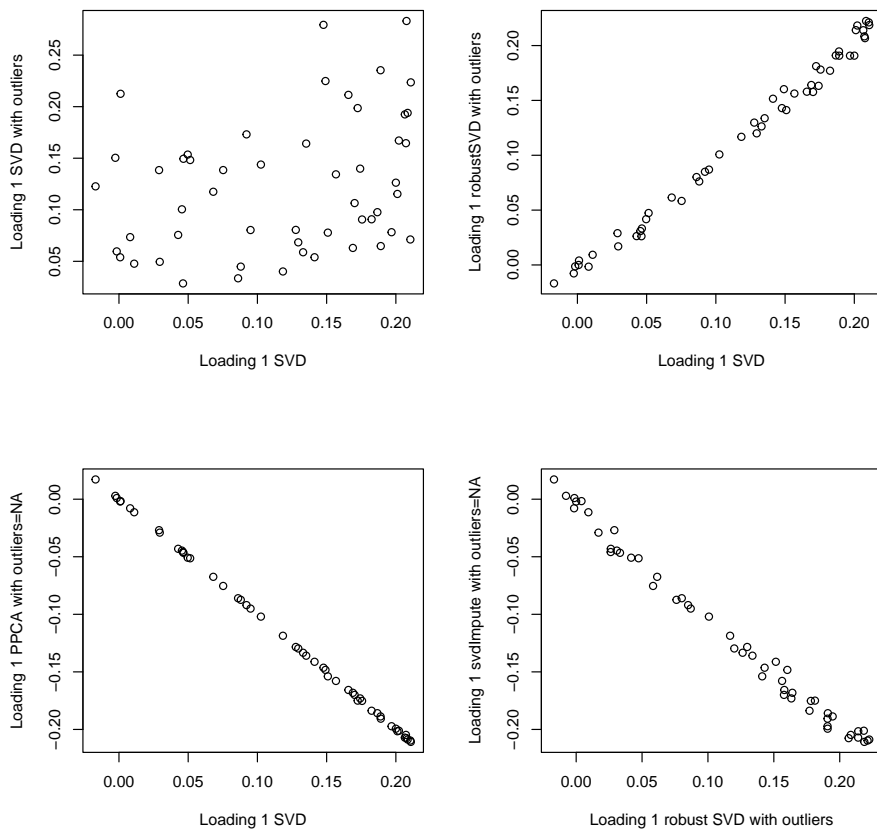 Loading 1 SVD with outliers
0.05 0.10 0.15 0.20 0.25
0.00 0.05 0.10 0.15 0.20
Loading 1 SVD
Loading 1 robustSVD with outliers
0.00 0.05 0.10 0.15 0.20
0.00 0.05 0.10 0.15 0.20
Loading 1 SVD
Loading 1 PPCA with outliers=NA
−0.20 −0.15 −0.10 −0.05 0.00
0.00 0.05 0.10 0.15 0.20
Loading 1 SVD
Loading 1 svdImpute with outliers=NA
−0.20 −0.15 −0.10 −0.05 0.00
0.00 0.05 0.10 0.15 0.20
Loading 1 robust SVD with outliers